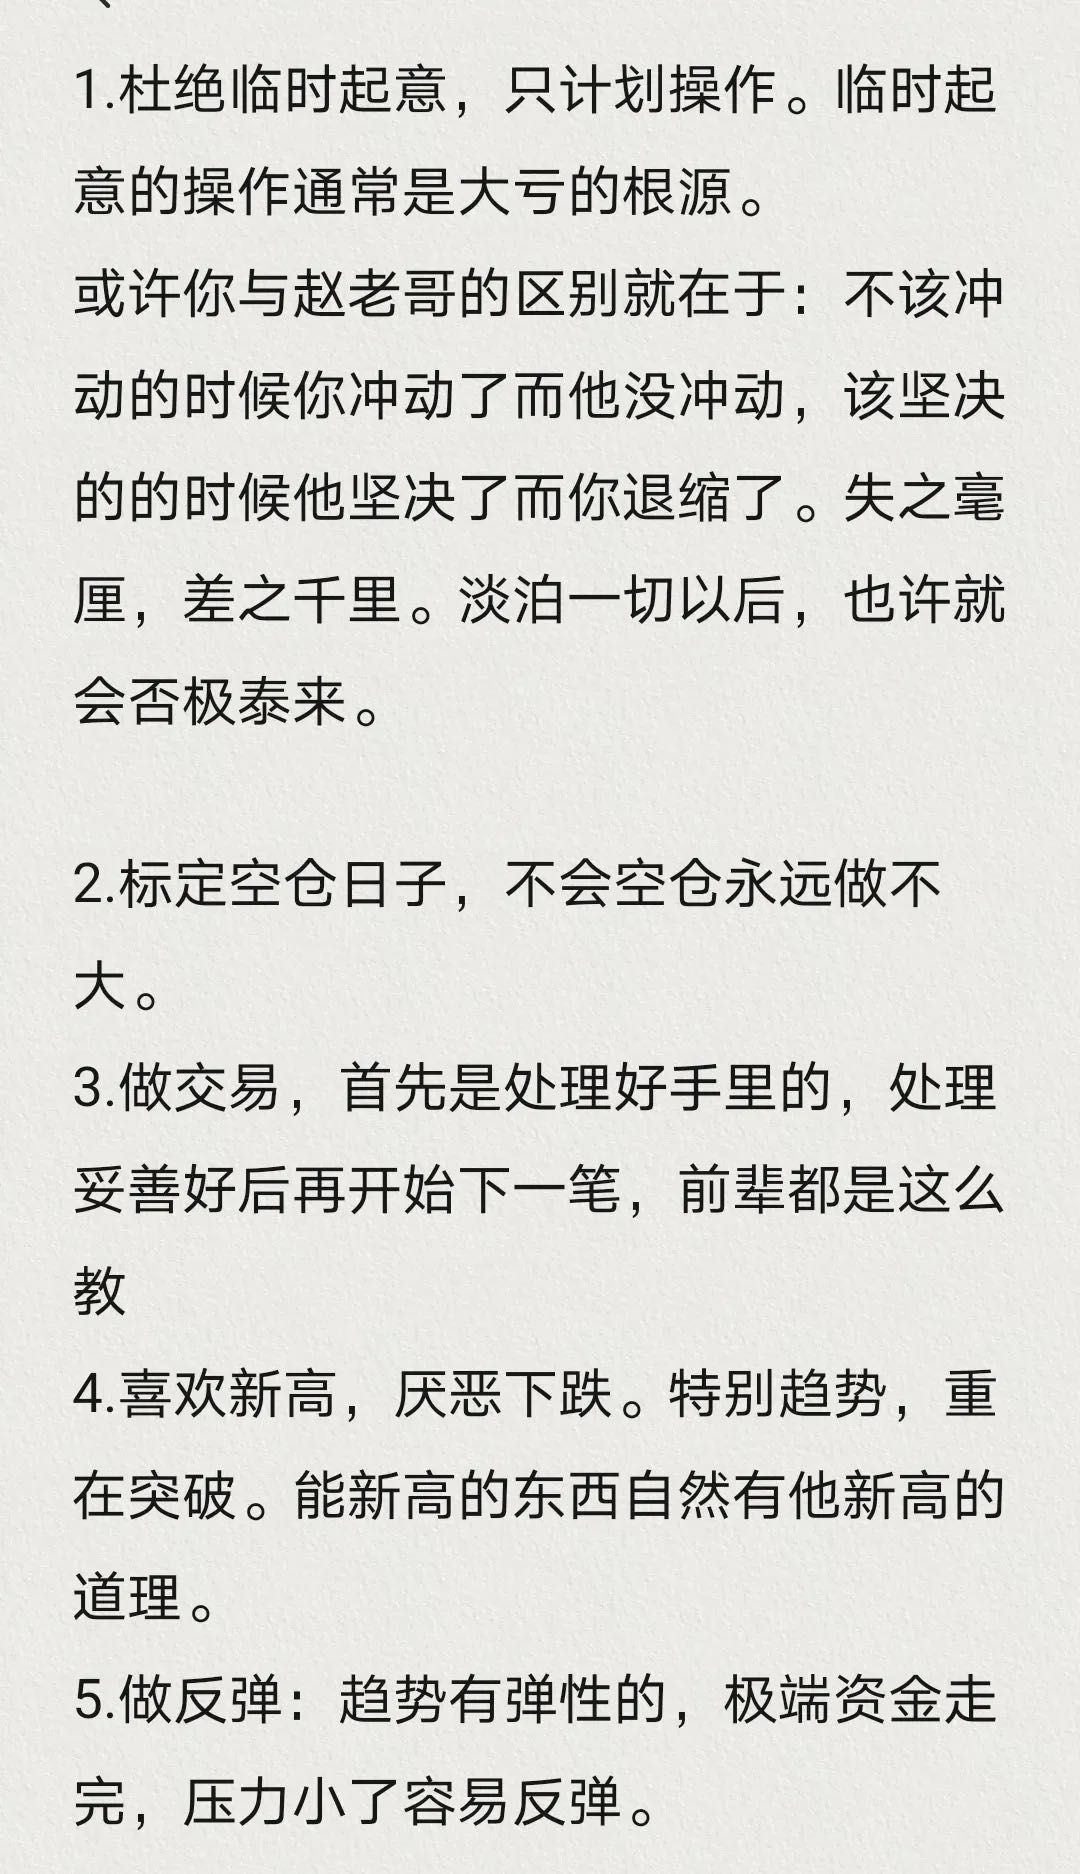 1.杜绝临时起意，只计划操作。临时起
意的操作通常是大亏的根源。
或许你与赵老哥的区别就在于：不该冲
动的时候你冲动了而他没冲动，该坚决
的的时候他坚决了而你退缩了。失之毫
厘，差之千里。淡泊一切以后，也许就
会否极泰来。
2.标定空仓日子，不会空仓永远做不
大。
3.做交易，首先是处理好手里的，处理
妥善好后再开始下一笔，前辈都是这么
教
4.喜欢新高，厌恶下跌。特别趋势，重
在突破。能新高的东西自然有他新高的
道理。
5.做反弹：趋势有弹性的，极端资金走
完，压力小了容易反弹。